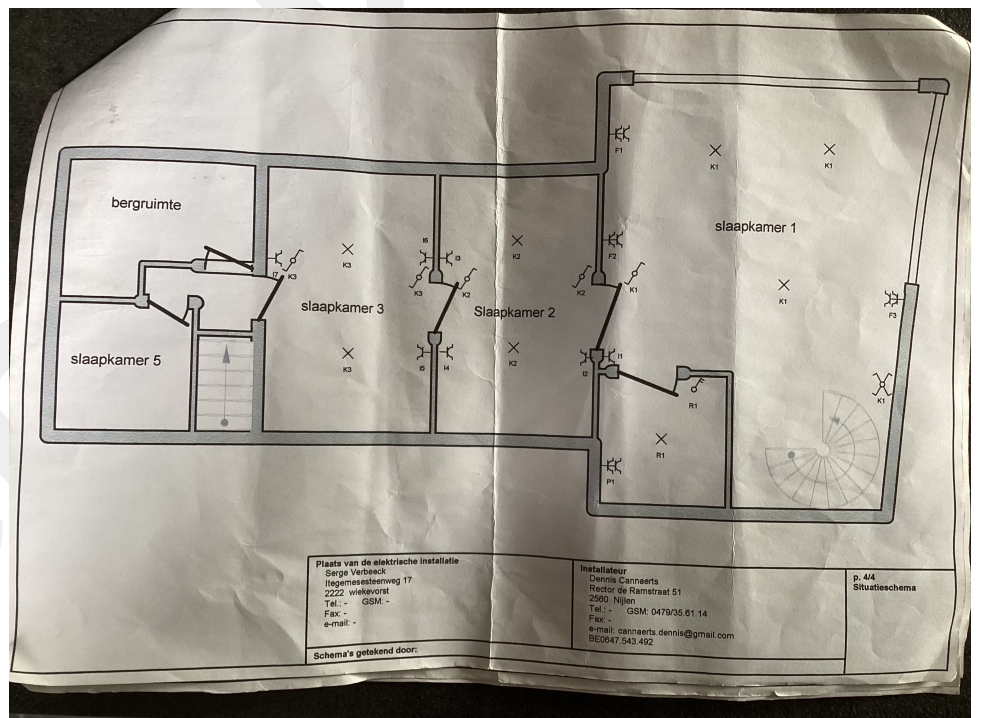 F1
K1
K1
bergruimte
slaapkamer 1
I6
F2
I3
K3
K2
I7
K3
K3
K2
K2
K1
K1
F3
slaapkamer 3
Slaapkamer 2
slaapkamer 5
I5
I4
K3
K2
I2
I1
K1
R1
R1
P1
Plaats van de elektrische installatie
Serge Verbeeck
Itegemesesteenweg 17
2222 wiekevorst
Tel.: - GSM: -
Fax: -
e-mail: -
Schema's getekend door:
Installateur
Dennis Cannaerts
Rector de Ramstraat 51
2560 Nijlen
Tel.: - GSM: 0479/35.61.14
Fax: -
e-mail: cannaerts.dennis@gmail.com
BE0647.543.492
p. 4/4
Situatieschema